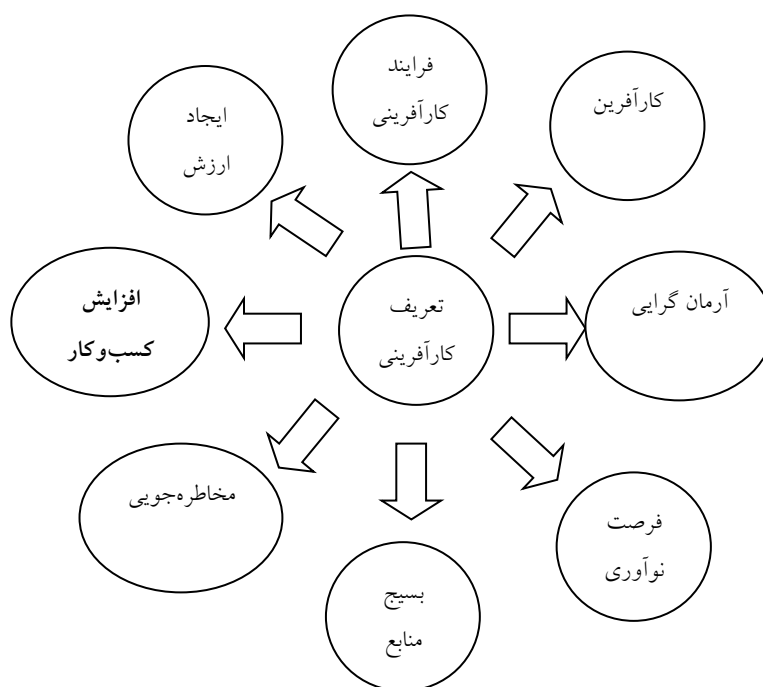 فرایند
کارآفرینی
کارآفرین
ایجاد
ارزش
تعریف
کارآفرینی
آرمان گرایی
افزایش
کسب‌وکار
مخاطره‌جویی
فرصت
نوآوری
بسیج
منابع